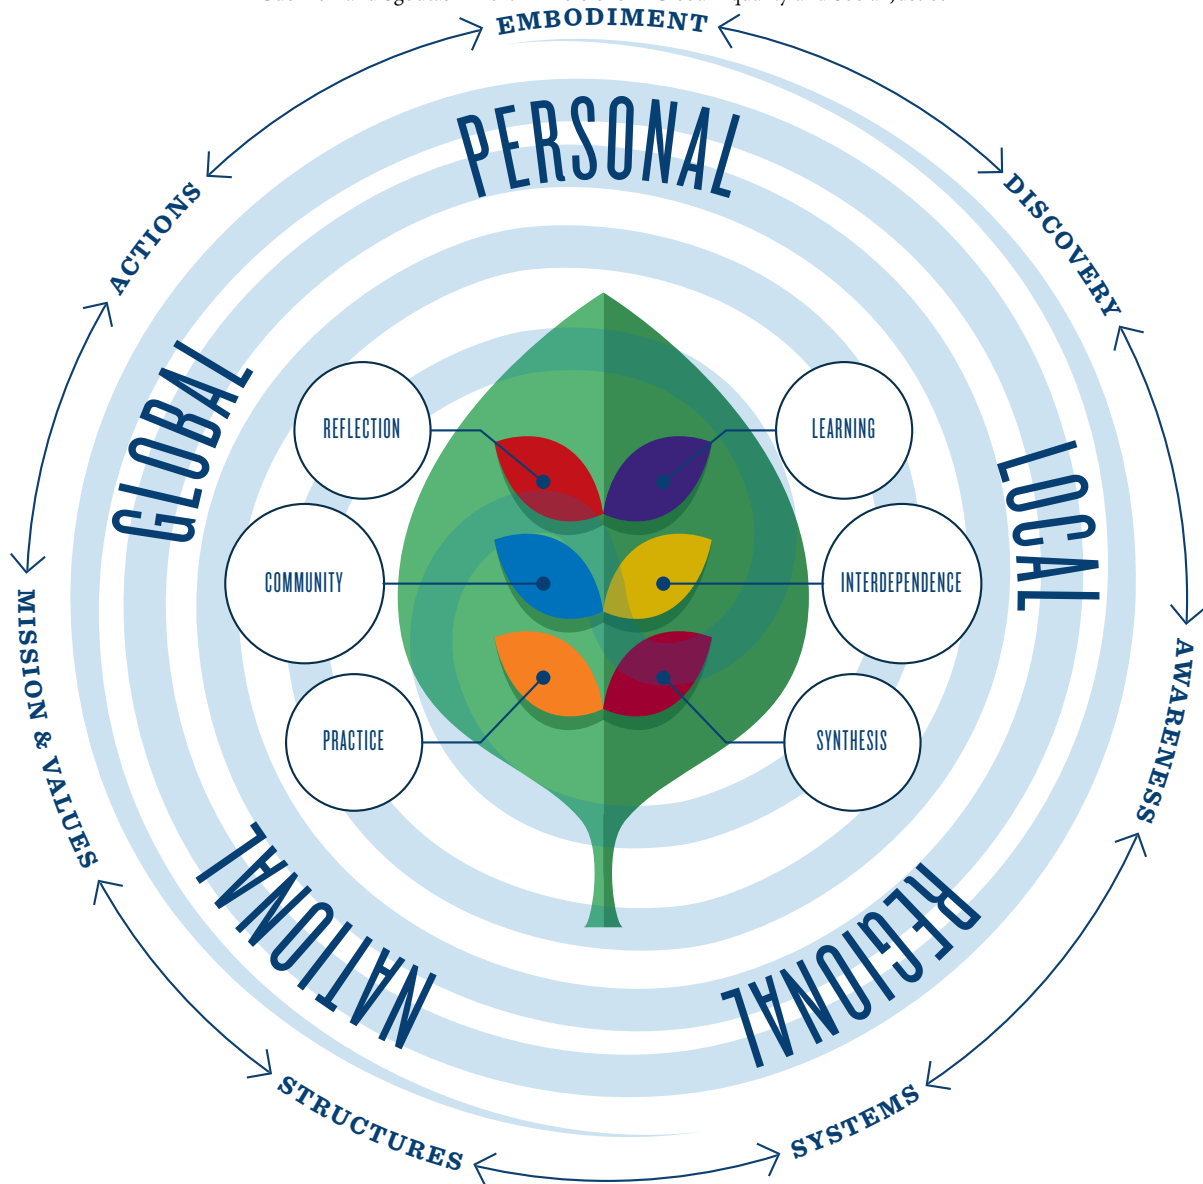 EMBODIMENT
DISCOVERY
AWARENESS
SYSTEMS
STRUCTURES
MISSION & VALUES
ACTIONS
PERSONAL
LOCAL
REGIONAL
NATIONAL
GLOBAL
REFLECTION
LEARNING
COMMUNITY
INTERDEPENDENCE
PRACTICE
SYNTHESIS